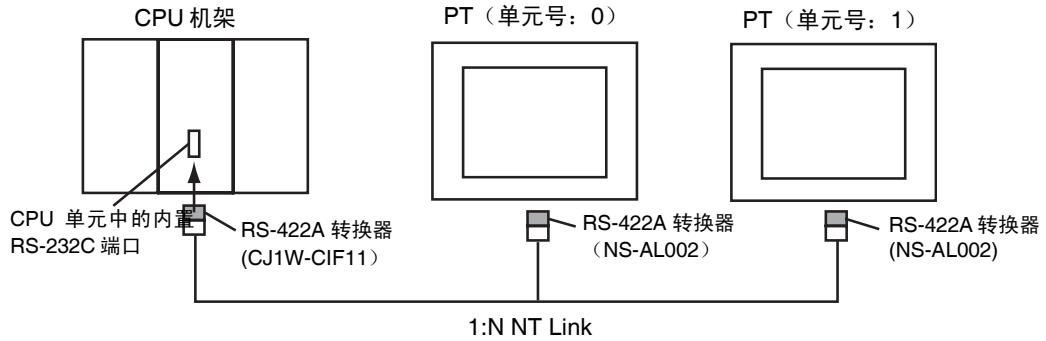 CPU 机架
PT（单元号：0）
PT（单元号：1）
CPU 单元中的内置
RS-232C 端口
RS-422A 转换器
(CJ1W-CIF11）
RS-422A 转换器
（NS-AL002）
RS-422A 转换器
(NS-AL002)
1:N NT Link